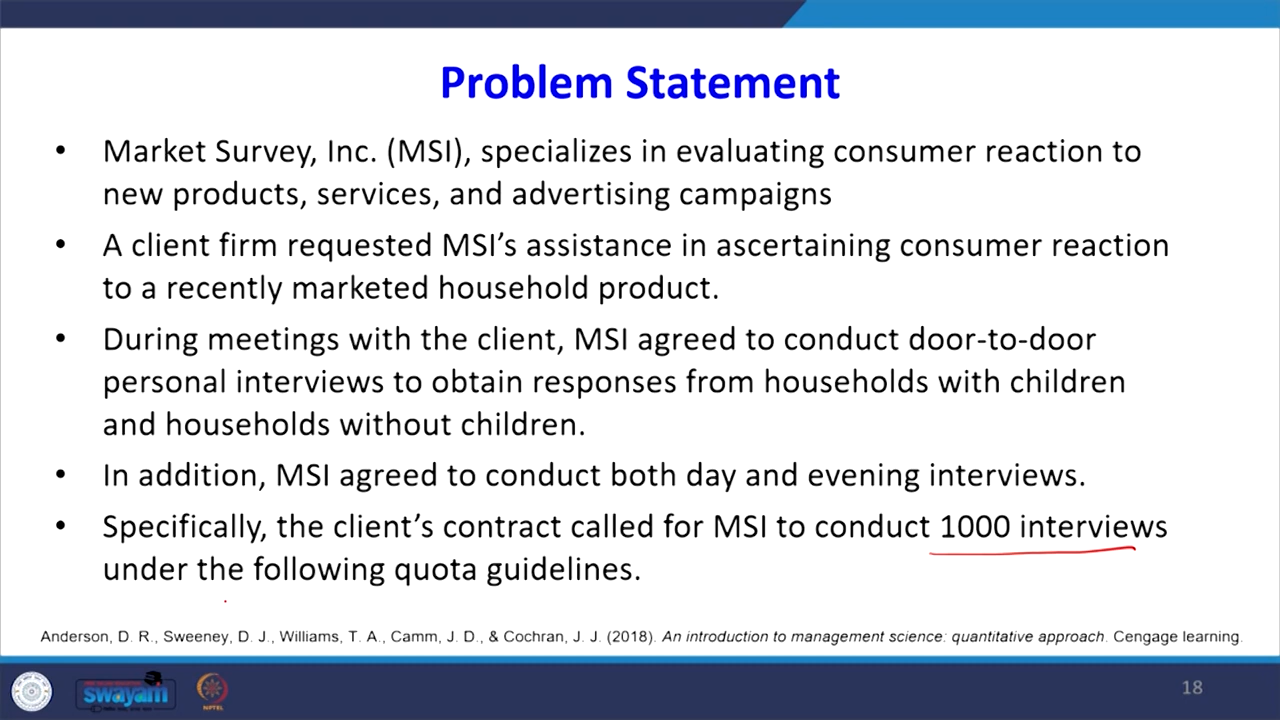 Problem Statement
• Market Survey, Inc. (MSI), specializes in evaluating consumer reaction to
new products, services, and advertising campaigns
• A client firm requested MSI’s assistance in ascertaining consumer reaction
to a recently marketed household product.
• During meetings with the client, MSI agreed to conduct door-to-door
personal interviews to obtain responses from households with children
and households without children.
• In addition, MSI agreed to conduct both day and evening interviews.
• Specifically, the client’s contract called for MSI to conduct 1000 interviews
under the following quota guidelines.
Anderson, D. R., Sweeney, D. J., Williams, T. A., Camm, J. D., & Cochran, J. J. (2018). An introduction to management science: quantitative approach. Cengage learning.
swayam
NPTEL
18